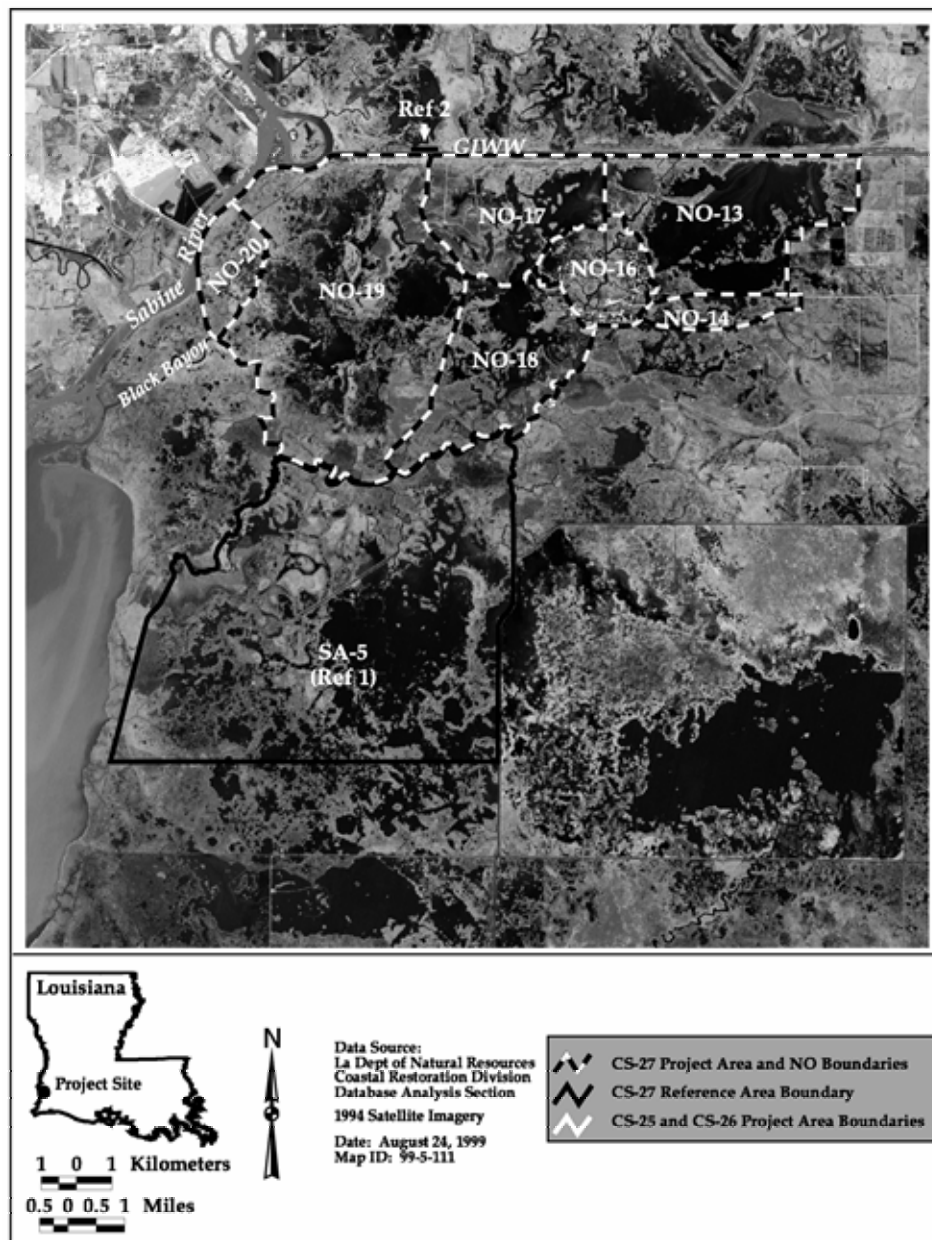 Ref 2
GIWW
NO-17
NO-13
River
NO-20
NO-16
NO-19
Sabine
NO-14
Black Bayou
NO-18
SA-5
(Ref 1)
Louisiana
Project Site
1 0 1 Kilometers
0.5 0 0.5 1 Miles
N
Data Source:
La Dept of Natural Resources
Coastal Restoration Division
Database Analysis Section
1994 Satellite Imagery
Date: August 24, 1999
Map ID: 99-5-111
CS-27 Project Area and NO Boundaries
CS-27 Reference Area Boundary
CS-25 and CS-26 Project Area Boundaries